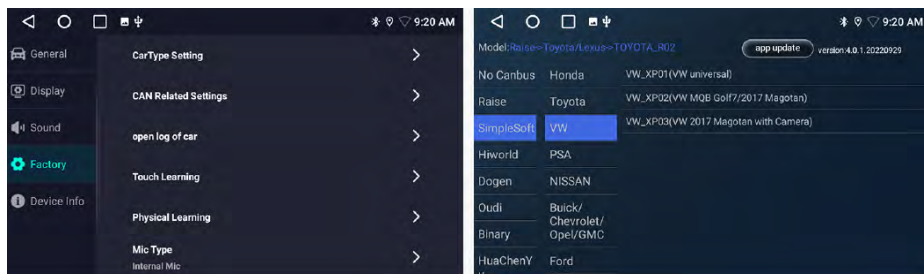 9:20 AM
General
Display
Sound
Factory
Device Info
CarType Setting
CAN Related Settings
open log of car
Touch Learning
Physical Learning
Mic Type
Internal Mic
9:20 AM
Model:Raise->Toyota/Lexus->TOYOTA_R02
app update
version:4.0.1.20220929
No Canbus
Raise
SimpleSoft
Hiworld
Dogen
Oudi
Binary
HuaChenY
Honda
Toyota
VW
PSA
NISSAN
Buick/
Chevrolet/
Opel/GMC
Ford
VW_XP01(VW universal)
VW_XP02(VW MQB Golf7/2017 Magotan)
VW_XP03(VW 2017 Magotan with Camera)